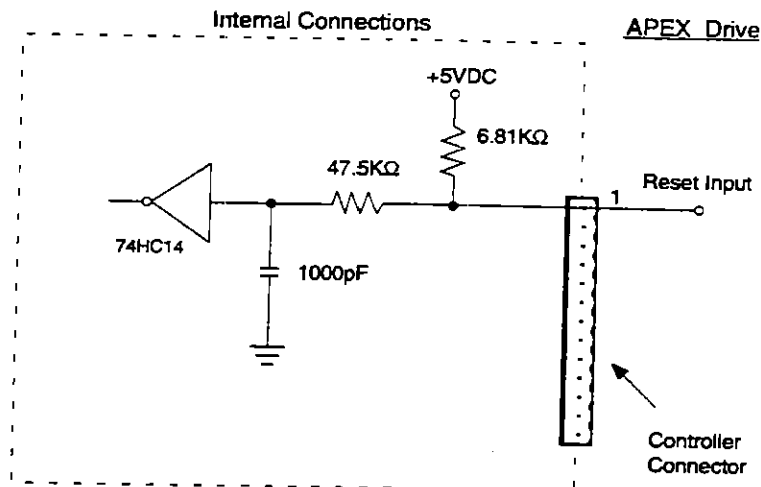 Internal Connections
APEX Drive
+5VDC
6.81KΩ
47.5KΩ
1
Reset Input
74HC14
1000pF
Controller
Connector